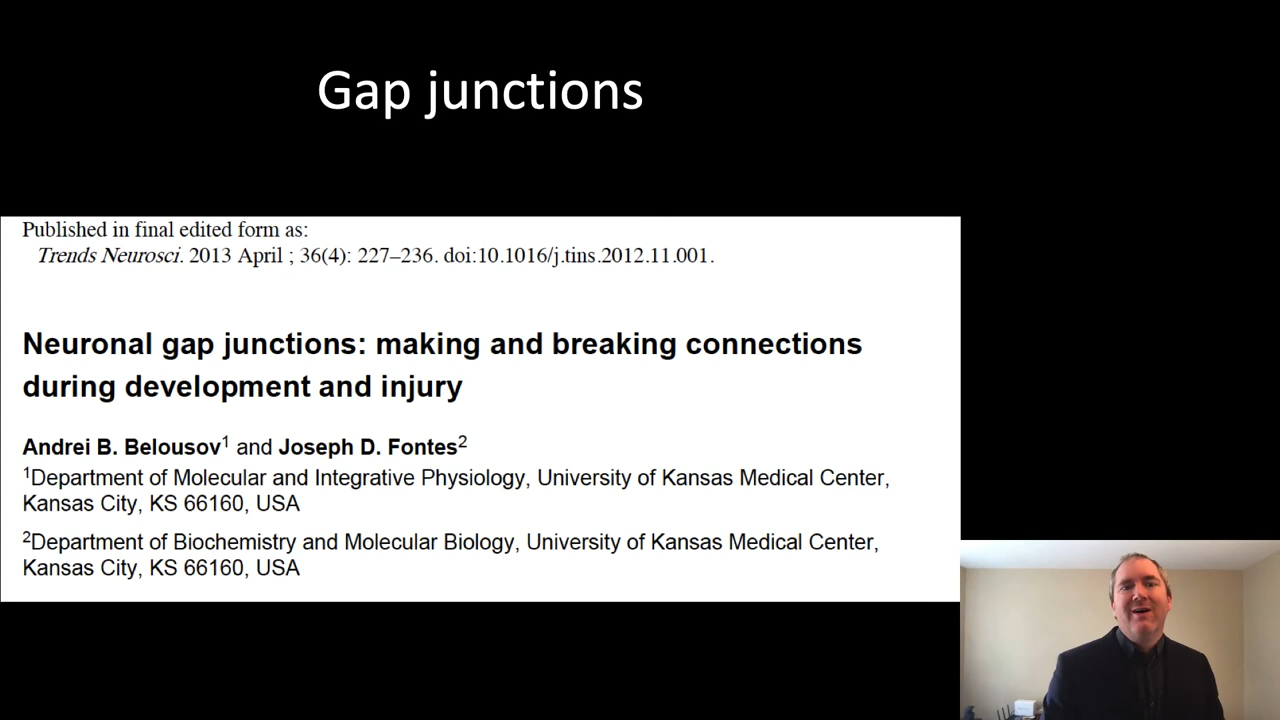 Gap junctions
Published in final edited form as:
Trends Neurosci. 2013 April ; 36(4): 227–236. doi:10.1016/j.tins.2012.11.001.
Neuronal gap junctions: making and breaking connections
during development and injury
Andrei B. Belousov1 and Joseph D. Fontes2
1Department of Molecular and Integrative Physiology, University of Kansas Medical Center,
Kansas City, KS 66160, USA
2Department of Biochemistry and Molecular Biology, University of Kansas Medical Center,
Kansas City, KS 66160, USA